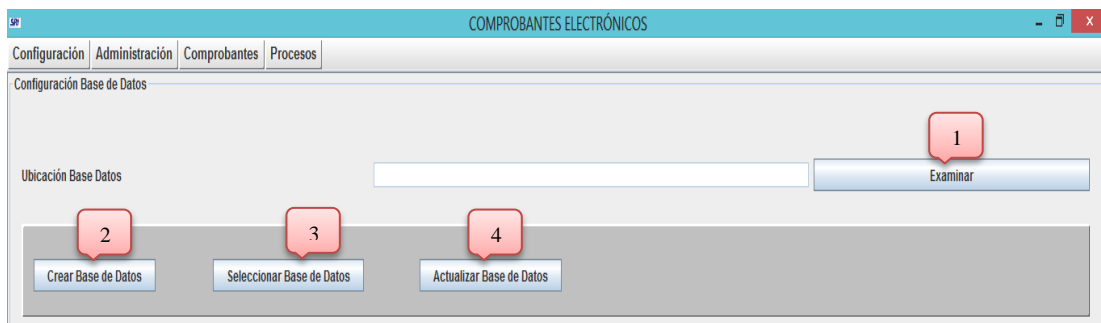 SRI
COMPROBANTES ELECTRÓNICOS
Configuración Administración Comprobantes Procesos
Configuración Base de Datos
1
Ubicación Base Datos Examinar
2 3 4
Crear Base de Datos Seleccionar Base de Datos Actualizar Base de Datos